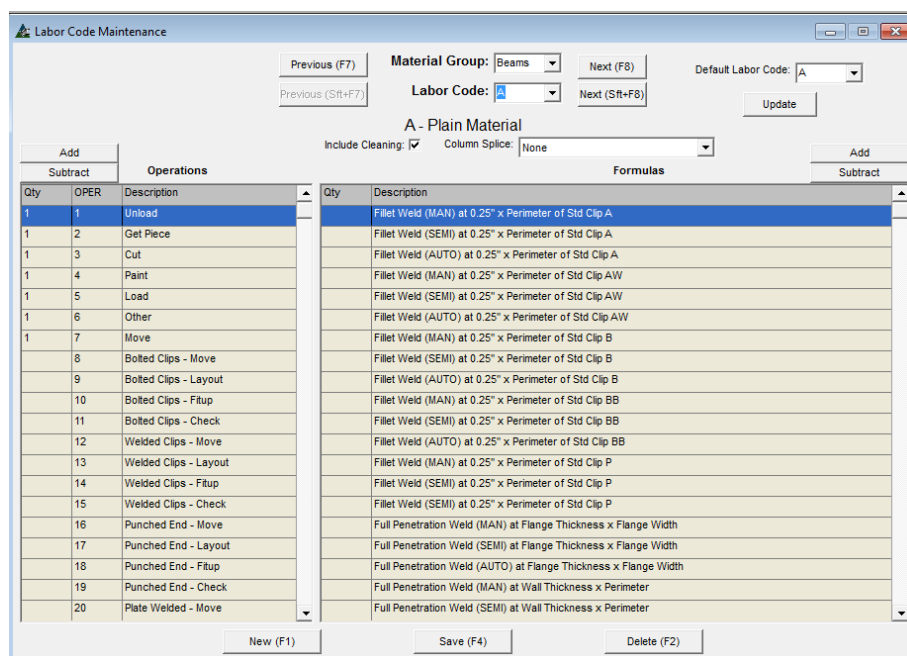 Labor Code Maintenance
Previous (F7) Material Group: Beams Next (F8) Default Labor Code: A
Previous (Sft+F7) Labor Code: A Next (Sft+F8)
Update
A - Plain Material
Include Cleaning: Column Splice: None
Add Add
Subtract Operations Formulas Subtract
Qty OPER Description Qty Description
1 1 Unload Fillet Weld (MAN) at 0.25" x Perimeter of Std Clip A
1 2 Get Piece Fillet Weld (SEMI) at 0.25" x Perimeter of Std Clip A
1 3 Cut Fillet Weld (AUTO) at 0.25" x Perimeter of Std Clip A
1 4 Paint Fillet Weld (MAN) at 0.25" x Perimeter of Std Clip AW
1 5 Load Fillet Weld (SEMI) at 0.25" x Perimeter of Std Clip AW
1 6 Other Fillet Weld (AUTO) at 0.25" x Perimeter of Std Clip AW
1 7 Move Fillet Weld (MAN) at 0.25" x Perimeter of Std Clip B
8 Bolted Clips - Move Fillet Weld (SEMI) at 0.25" x Perimeter of Std Clip B
9 Bolted Clips - Layout Fillet Weld (AUTO) at 0.25" x Perimeter of Std Clip B
10 Bolted Clips - Fitup Fillet Weld (MAN) at 0.25" x Perimeter of Std Clip BB
11 Bolted Clips - Check Fillet Weld (SEMI) at 0.25" x Perimeter of Std Clip BB
12 Welded Clips - Move Fillet Weld (AUTO) at 0.25" x Perimeter of Std Clip BB
13 Welded Clips - Layout Fillet Weld (MAN) at 0.25" x Perimeter of Std Clip P
14 Welded Clips - Fitup Fillet Weld (SEMI) at 0.25" x Perimeter of Std Clip P
15 Welded Clips - Check Fillet Weld (SEMI) at 0.25" x Perimeter of Std Clip P
16 Punched End - Move Full Penetration Weld (MAN) at Flange Thickness x Flange Width
17 Punched End - Layout Full Penetration Weld (SEMI) at Flange Thickness x Flange Width
18 Punched End - Fitup Full Penetration Weld (AUTO) at Flange Thickness x Flange Width
19 Punched End - Check Full Penetration Weld (MAN) at Wall Thickness x Perimeter
20 Plate Welded - Move Full Penetration Weld (SEMI) at Wall Thickness x Perimeter
New (F1) Save (F4) Delete (F2)